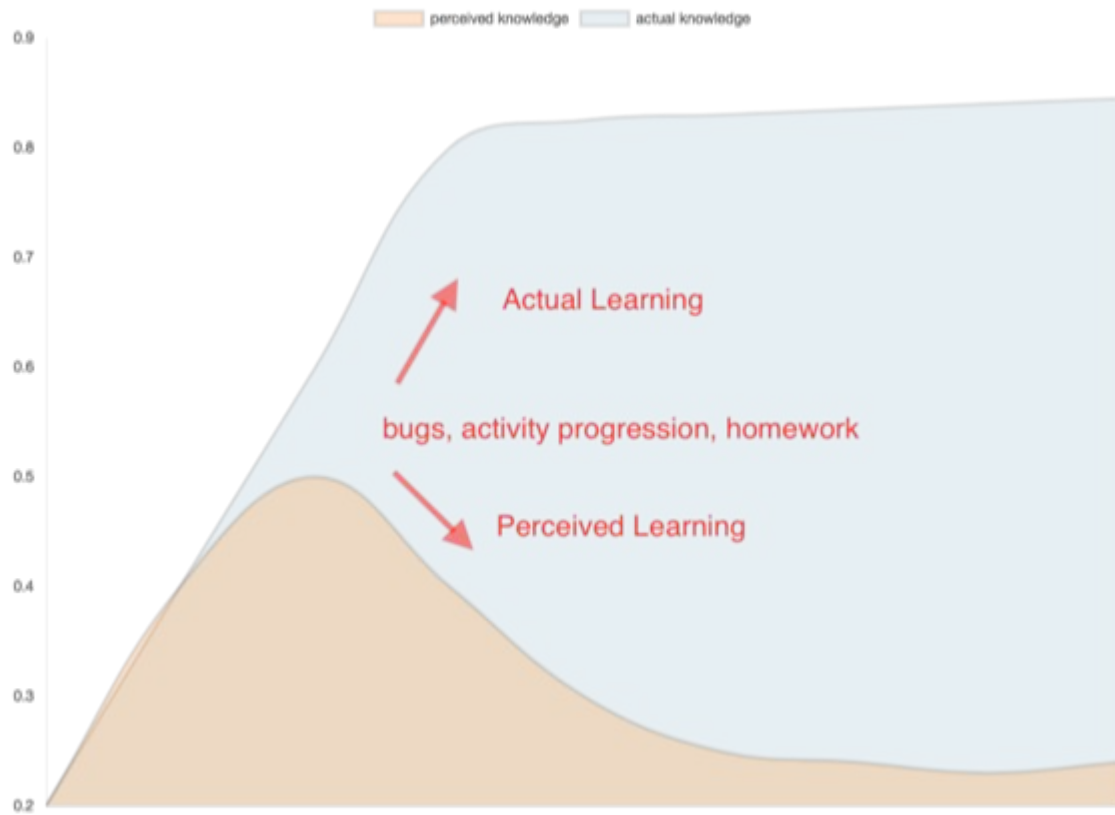 perceived knowledge
actual knowledge
0.9
0.8
0.7
0.6
0.5
0.4
0.3
0.2
Actual Learning
bugs, activity progression, homework
Perceived Learning